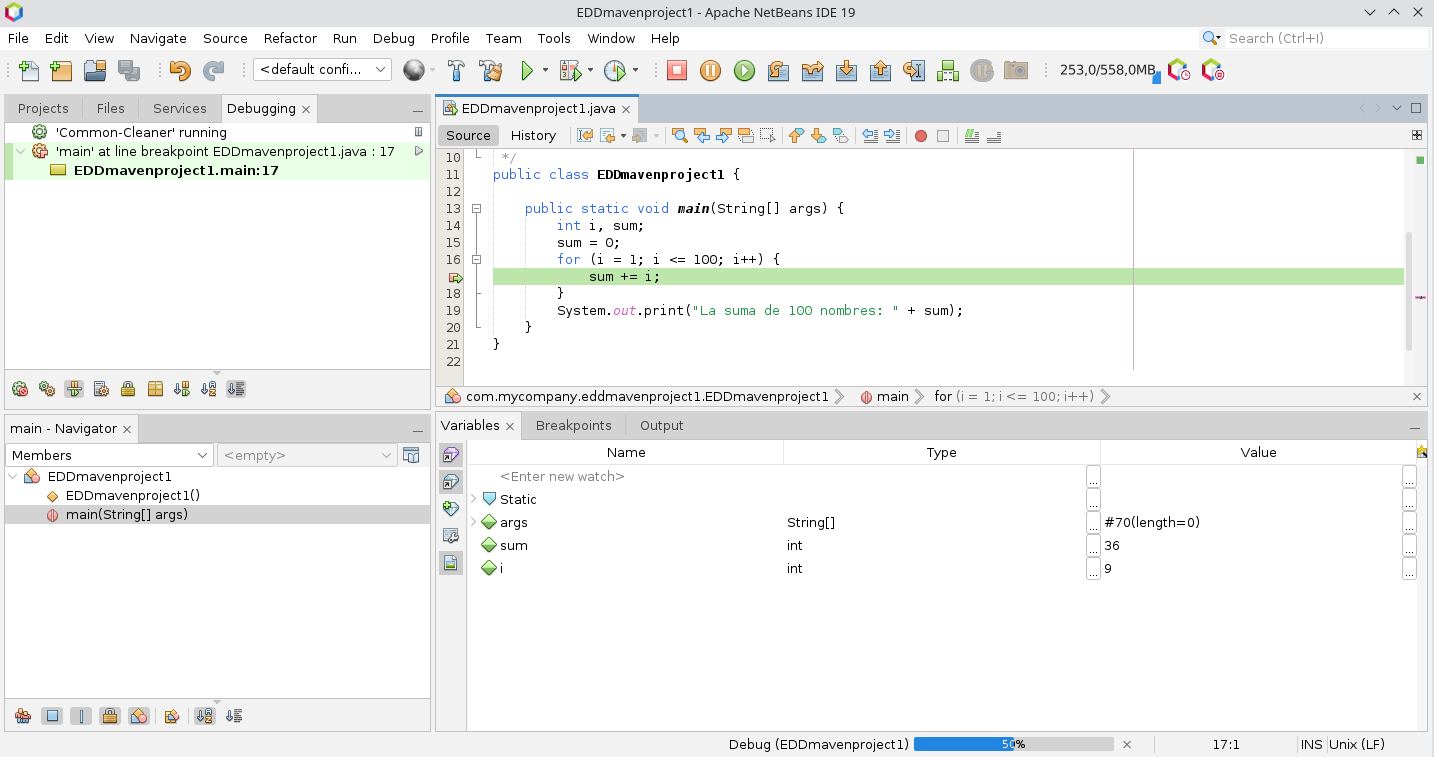 EDDmavenproject1 - Apache NetBeans IDE 19
File Edit View Navigate Source Refactor Run Debug Profile Team Tools Window Help
Search (Ctrl+I)
<default confi...
253,0/558,0MB
Projects Files Services Debugging
'Common-Cleaner' running
'main' at line breakpoint EDDmavenproject1.java : 17
EDDmavenproject1.main:17
main - Navigator
Members
<empty>
EDDmavenproject1
EDDmavenproject1()
main(String[] args)
EDDmavenproject1.java
Source History
10 */
11 public class EDDmavenproject1 {
12
13 public static void main(String[] args) {
14 int i, sum;
15 sum = 0;
16 for (i = 1; i <= 100; i++) {
sum += i;
18 }
19 System.out.print("La suma de 100 nombres: " + sum);
20 }
21 }
22
com.mycompany.eddmavenproject1.EDDmavenproject1 main for (i = 1; i <= 100; i++)
Variables Breakpoints Output
Name Type Value
<Enter new watch> ... ...
Static ... ...
args String[] ... #70(length=0) ...
sum int ... 36 ...
i int ... 9 ...
Debug (EDDmavenproject1) 50% 17:1 INS Unix (LF)